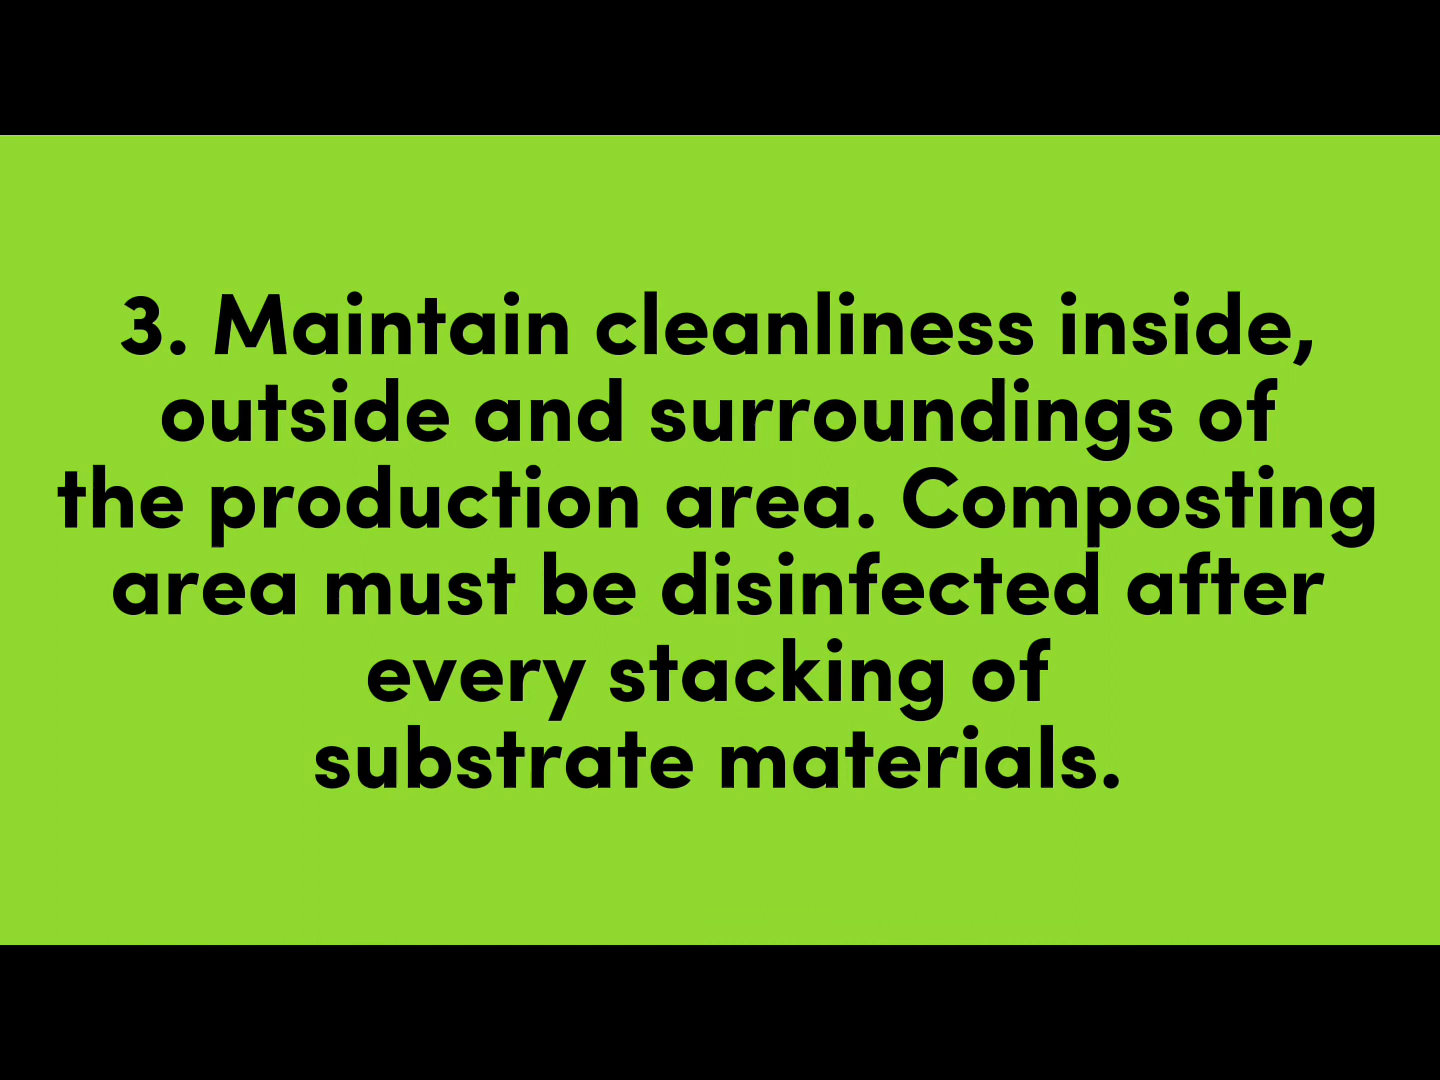 3. Maintain cleanliness inside,
outside and surroundings of
the production area. Composting
area must be disinfected after
every stacking of
substrate materials.